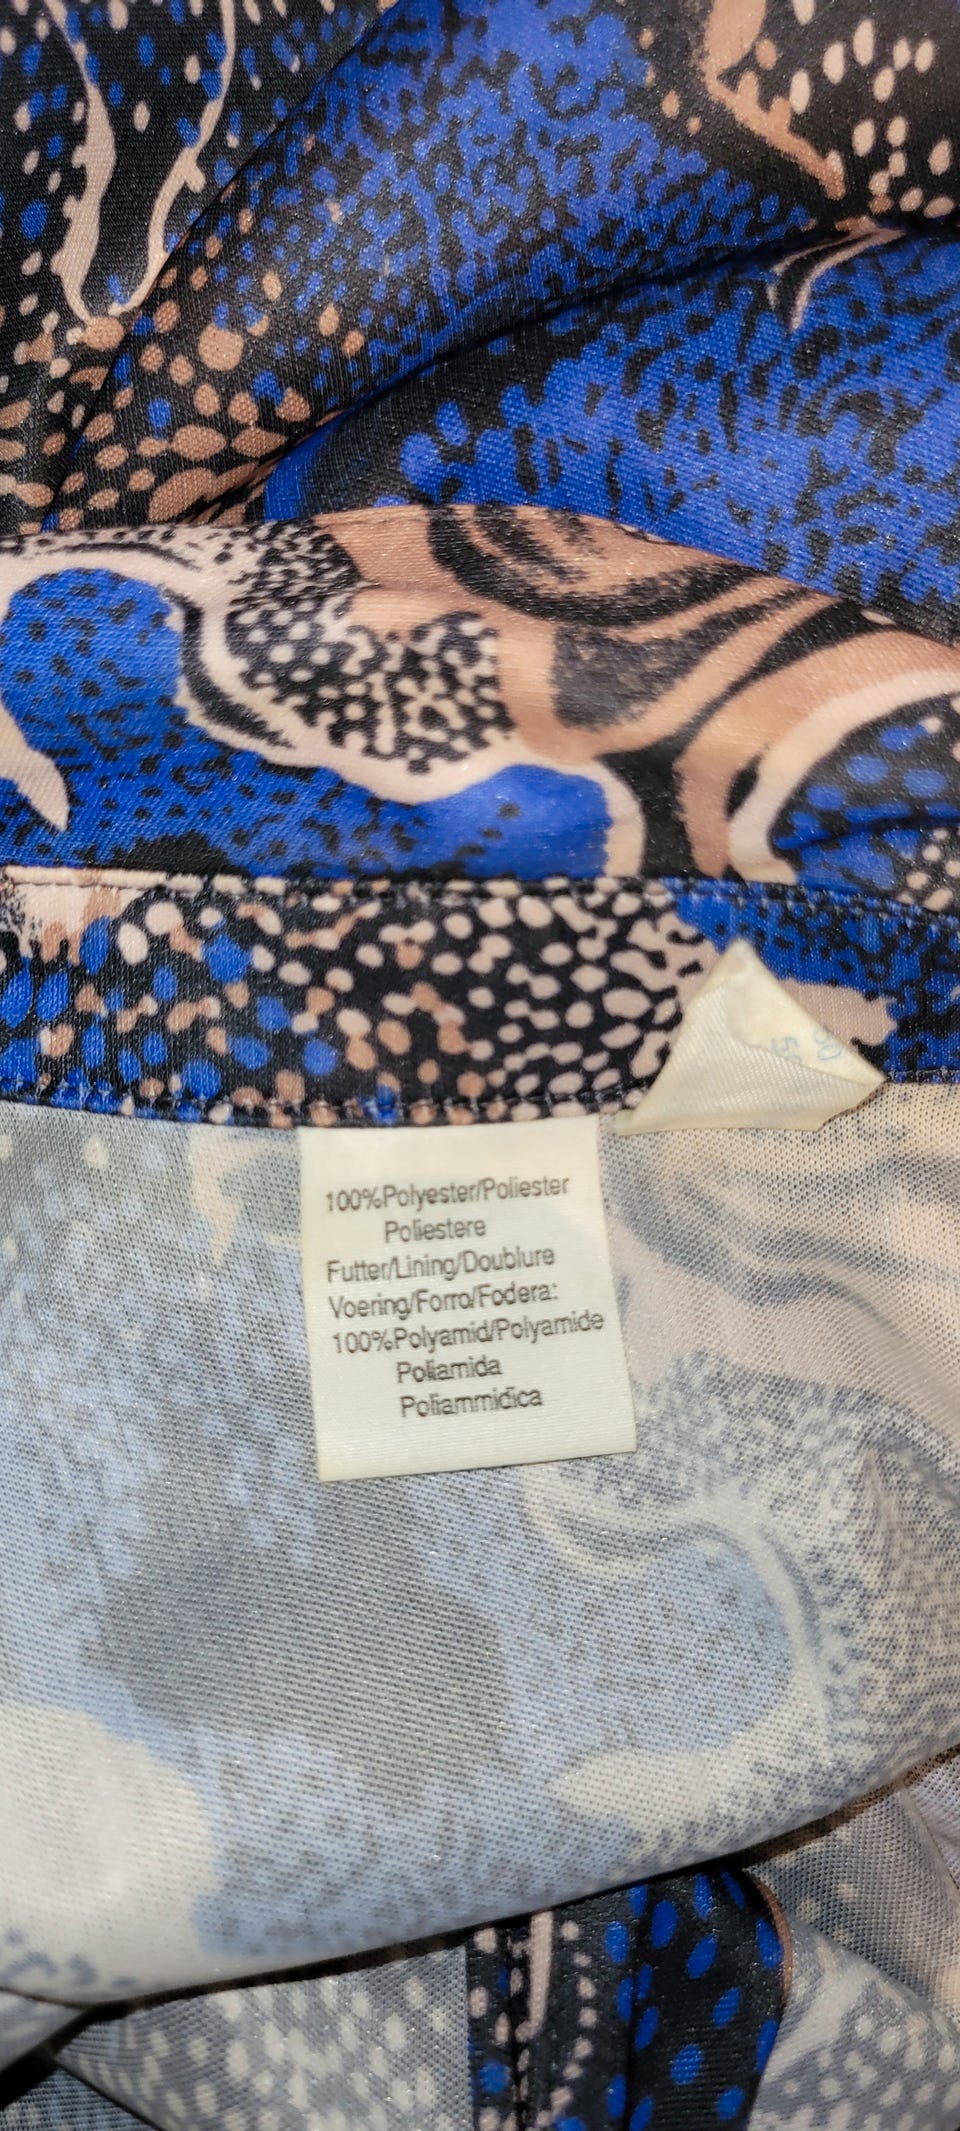 100%Polyester/Poliester
Poliestere
Futter/Lining/Doublure
Voering/Forro/Fodera:
100%Polyamid/Polyamide
Poliamida
Poliammidica